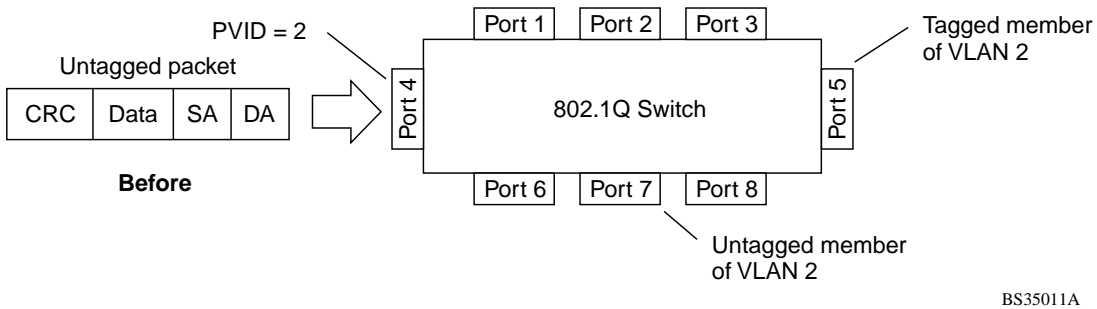 PVID = 2
Port 1
Port 2
Port 3
Tagged member
of VLAN 2
Untagged packet
CRC
Data
SA
DA
Port 4
802.1Q Switch
Port 5
Before
Port 6
Port 7
Port 8
Untagged member
of VLAN 2
BS35011A